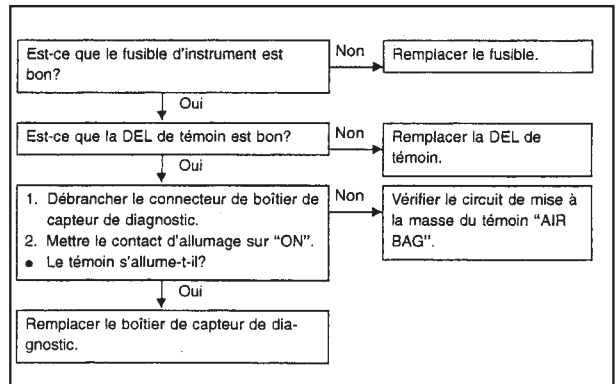 Est-ce que le fusible d'instrument est
bon?
Non
Remplacer le fusible.
Oui
Est-ce que la DEL de témoin est bon?
Non
Remplacer la DEL de
témoin.
Oui
1. Débrancher le connecteur de boîtier de
capteur de diagnostic.
2. Mettre le contact d'allumage sur "ON".
• Le témoin s'allume-t-il?
Non
Vérifier le circuit de mise à
la masse du témoin "AIR
BAG".
Oui
Remplacer le boîtier de capteur de dia-
gnostic.